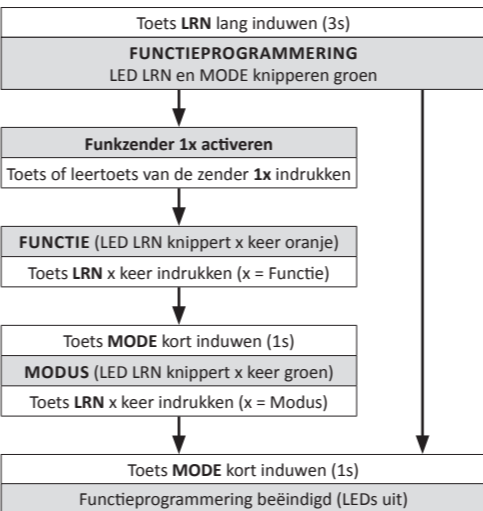 Toets LRN lang induwen (3s)
FUNCTIEPROGRAMMERING
LED LRN en MODE knipperen groen
Funkzender 1x activeren
Toets of leertoets van de zender 1x indrukken
FUNCTIE (LED LRN knippert x keer oranje)
Toets LRN x keer indrukken (x = Functie)
Toets MODE kort induwen (1s)
MODUS (LED LRN knippert x keer groen)
Toets LRN x keer indrukken (x = Modus)
Toets MODE kort induwen (1s)
Functieprogrammering beëindigd (LEDs uit)